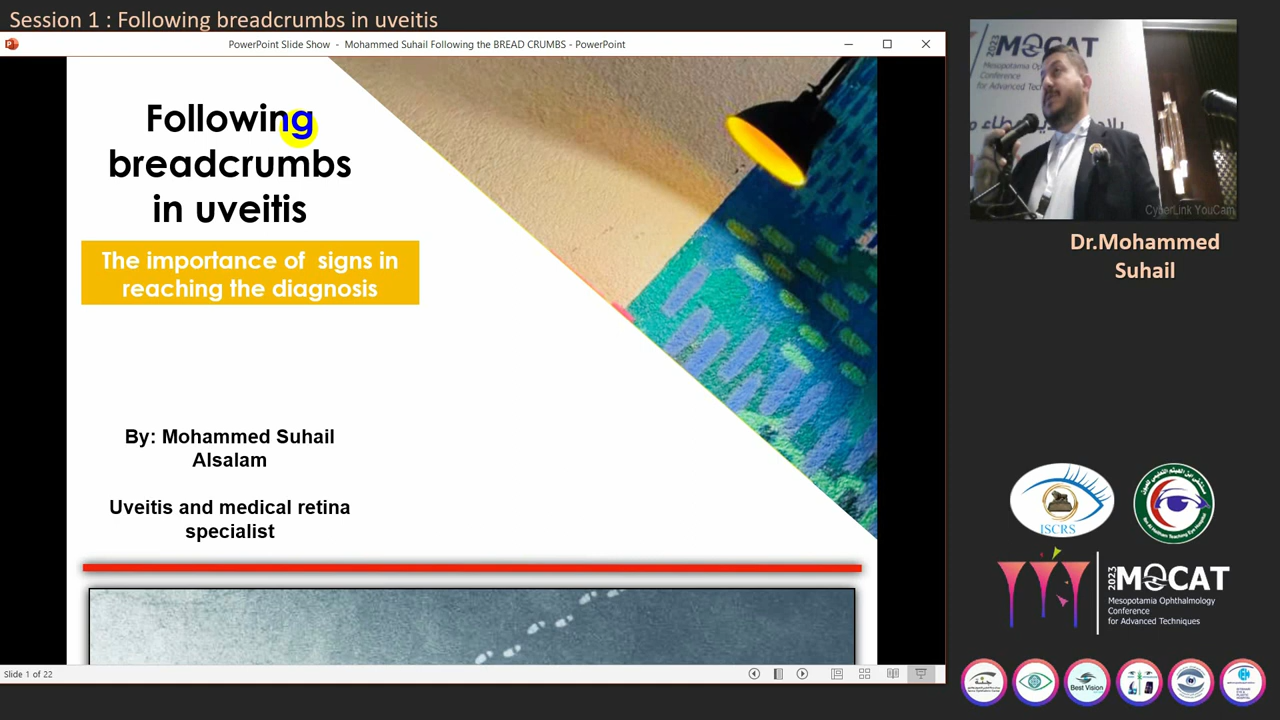 Session 1 : Following breadcrumbs in uveitis
PowerPoint Slide Show - Mohammed Suhail Following the BREAD CRUMBS - PowerPoint
Following
breadcrumbs
in uveitis
The importance of signs in
reaching the diagnosis
By: Mohammed Suhail
Alsalam
Uveitis and medical retina
specialist
Slide 1 of 22
2023 MOCAT
Mesopotamia Op
Conference
for Advanced Tec
CyberLink YouCam
Dr.Mohammed
Suhail
ISCRS
2023 MOCAT
Mesopotamia Ophthalmology
Conference
for Advanced Techniques
Best Vision